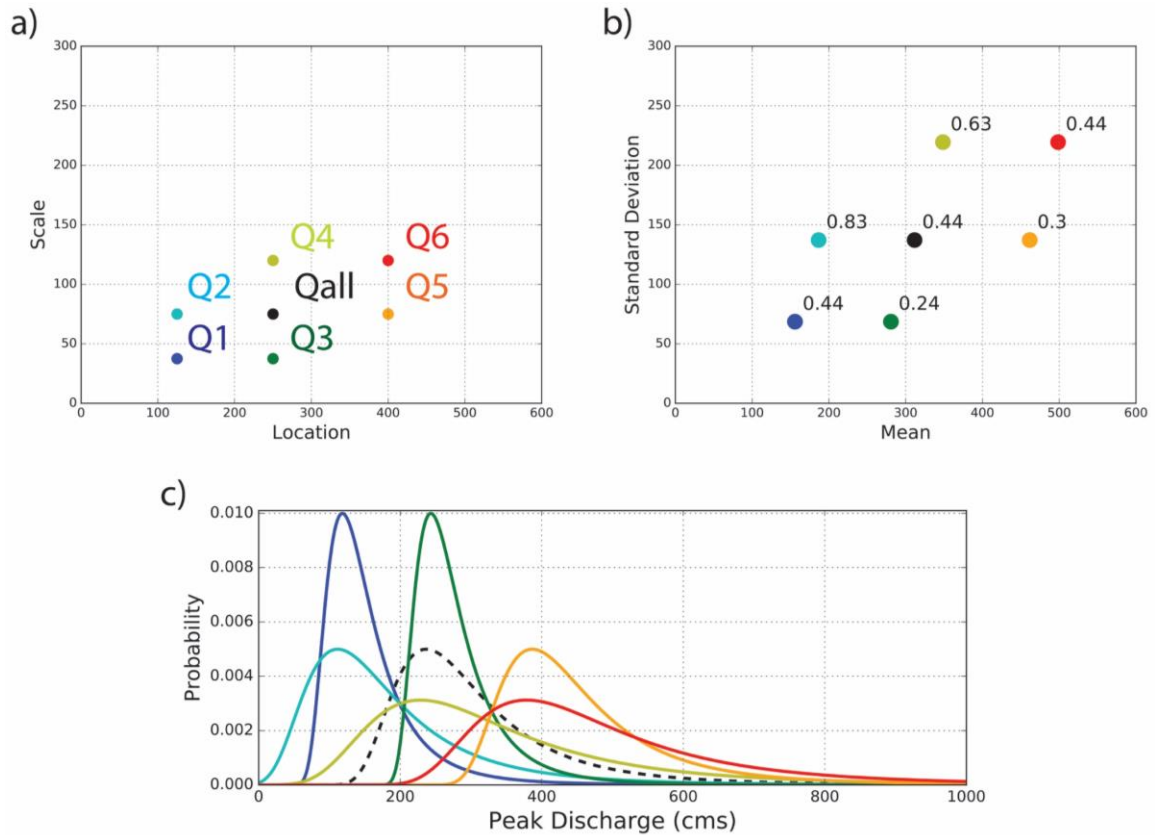 a)
300
250
200
150
100
50
0
Scale
Q4
Q6
Q2
Qall
Q5
Q1
Q3
0 100 200 300 400 500 600
Location
b)
300
250
200
150
100
50
0
Standard Deviation
0.63
0.44
0.83
0.44
0.3
0.44
0.24
0 100 200 300 400 500 600
Mean
c)
0.010
0.008
0.006
0.004
0.002
0.000
Probability
0 200 400 600 800 1000
Peak Discharge (cms)